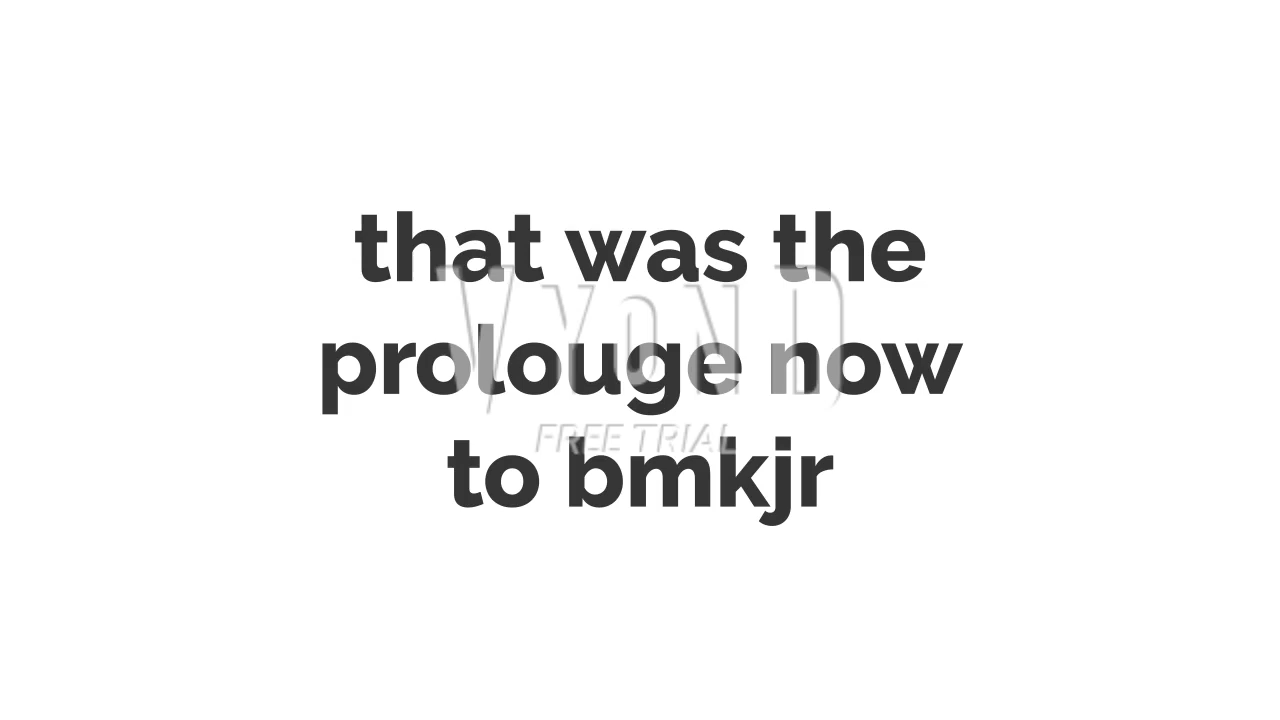 that was the
prolouge now
to bmkjr
VYOND
FREE TRIAL